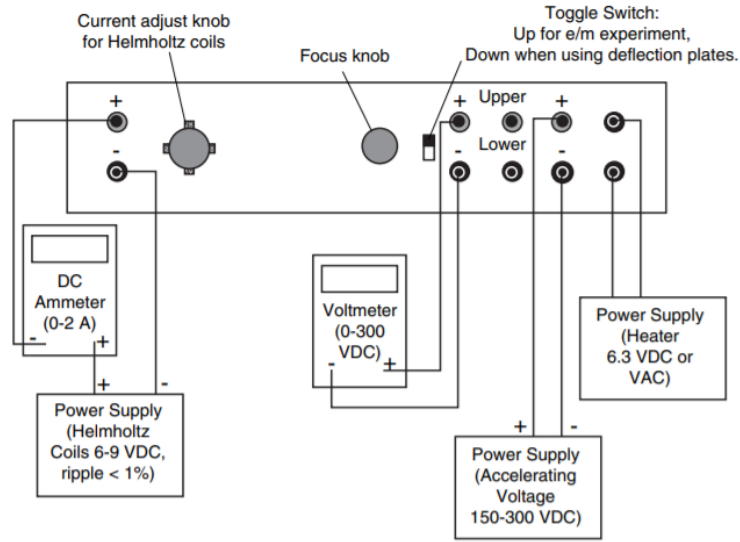 Current adjust knob
for Helmholtz coils
Focus knob
Toggle Switch:
Up for e/m experiment,
Down when using deflection plates.
+
+ Upper +
- Lower -
-
DC
Ammeter
(0-2 A)
- +
+ -
Power Supply
(Helmholtz
Coils 6-9 VDC,
ripple < 1%)
Voltmeter
(0-300
VDC)
- +
Power Supply
(Heater
6.3 VDC or
VAC)
+ -
Power Supply
(Accelerating
Voltage
150-300 VDC)